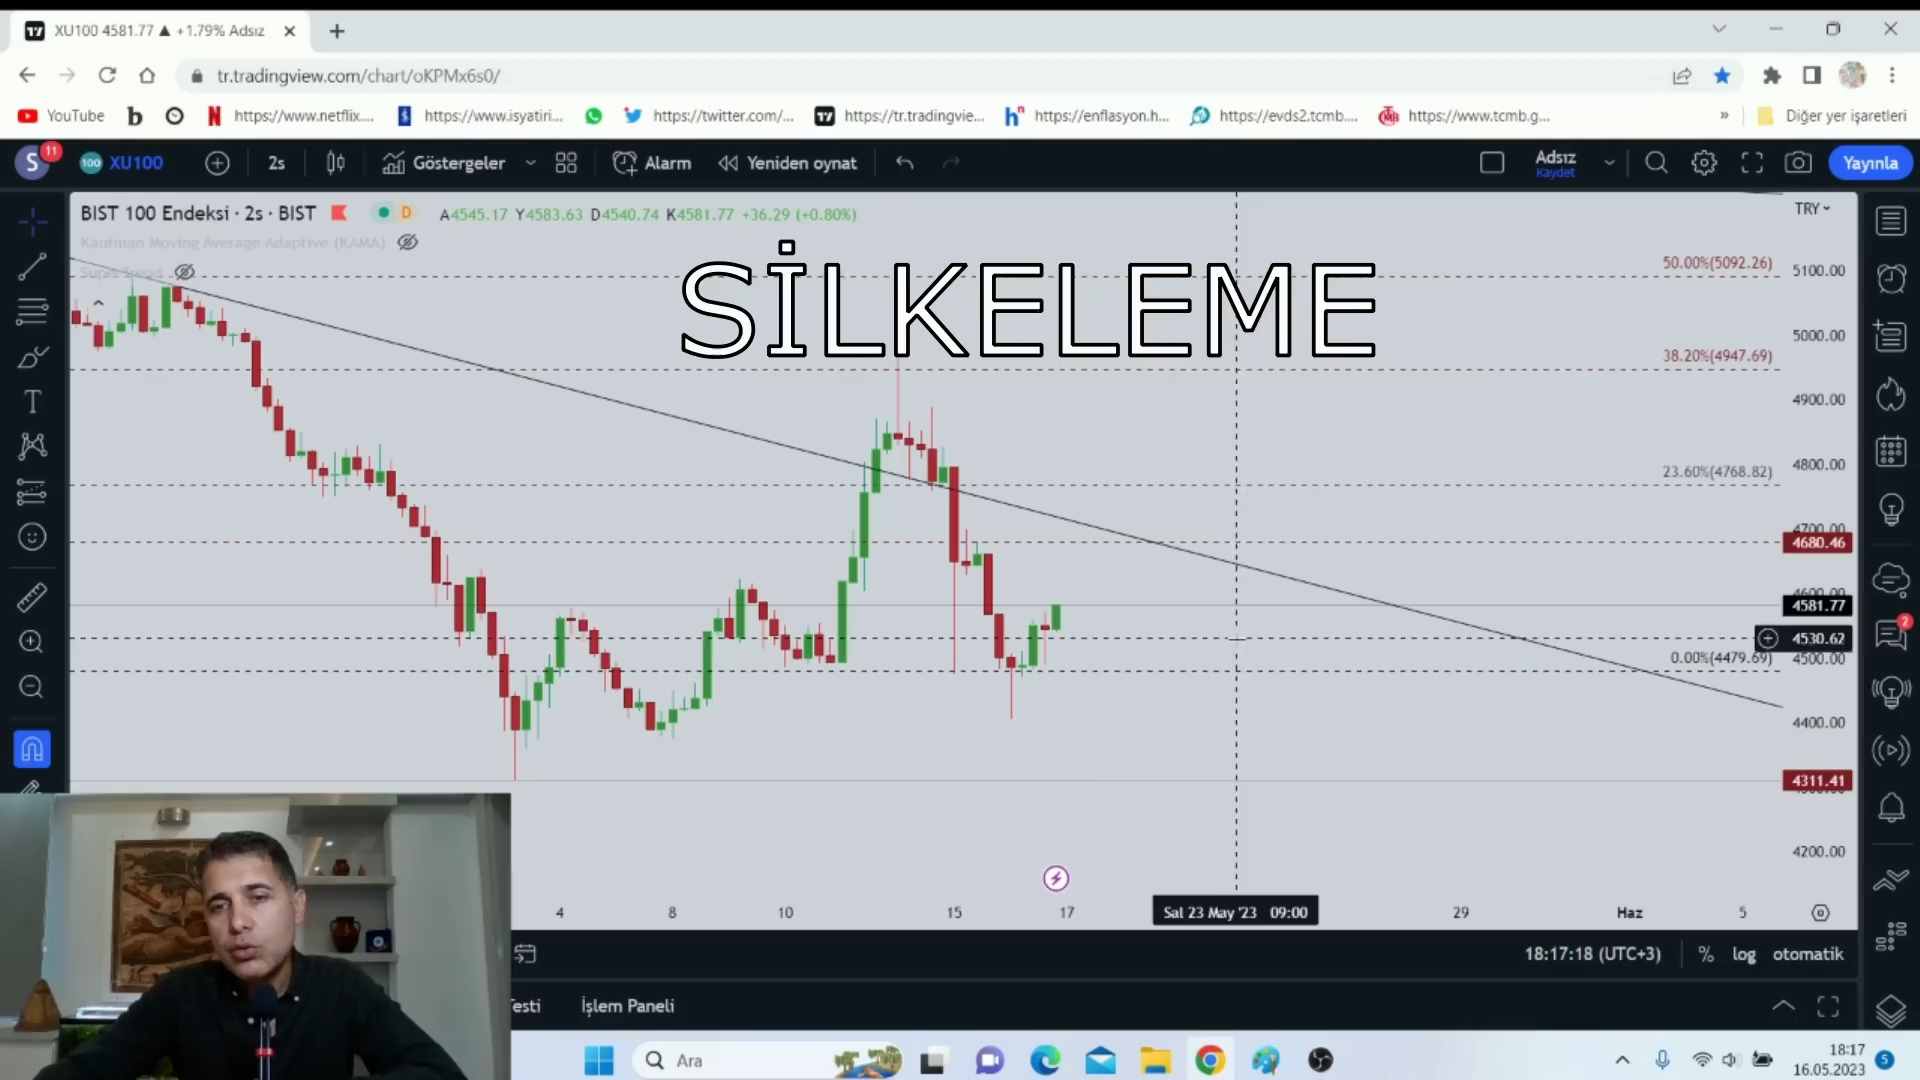 XU100 4581.77 ▲ +1.79% Adsız
tr.tradingview.com/chart/oKPMx6s0/
YouTube
https://www.netflix....
https://www.isyatiri...
https://twitter.com/...
https://tr.tradingvie...
https://enflasyon.h...
https://evds2.tcmb....
https://www.tcmb.g...
»
Diğer yer işaretleri
S 11
100 XU100
2s
Göstergeler
Alarm
Yeniden oynat
Adsız
Kaydet
Yayınla
BIST 100 Endeksi · 2s · BIST
D
A4545.17 Y4583.63 D4540.74 K4581.77 +36.29 (+0.80%)
TRY
Kaufman Moving Average Adaptive (KAMA)
SİLKELEME
50.00%(5092.26)
5100.00
5000.00
38.20%(4947.69)
4900.00
23.60%(4768.82)
4800.00
4700.00
4680.46
4581.77
4530.62
0.00%(4479.69)
4500.00
4400.00
4311.41
4200.00
2
4 8 10 15 17
Sal 23 May '23 09:00
29 Haz 5
18:17:18 (UTC+3)
%
log
otomatik
İşlem Paneli
Ara
18:17
16.05.2023
5